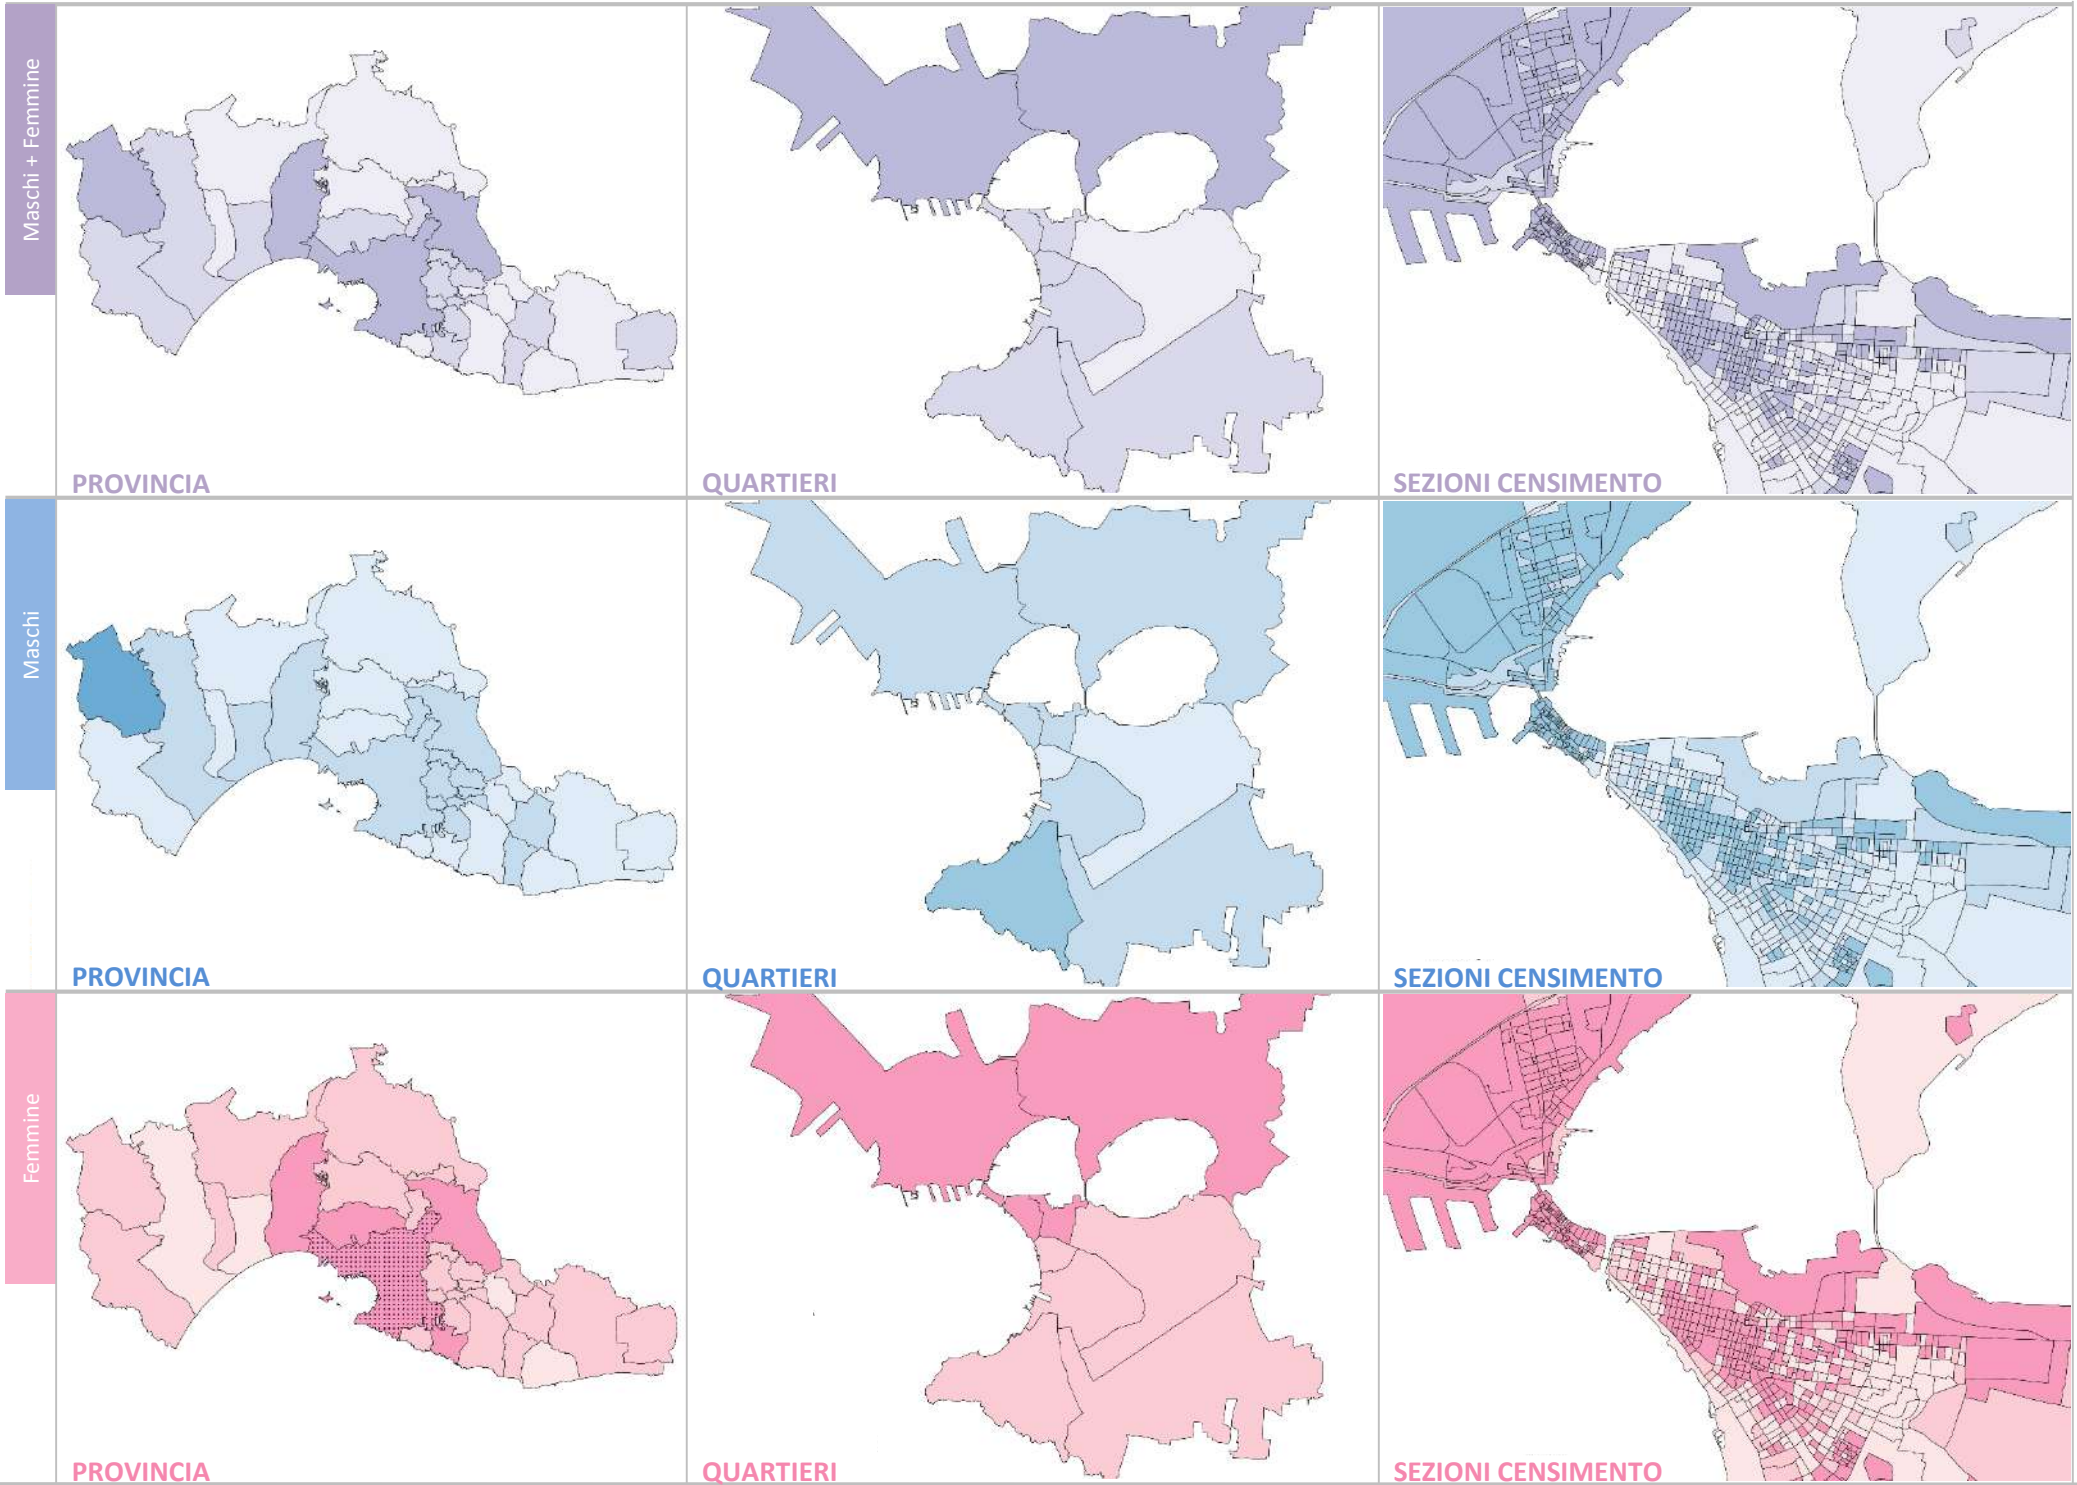 Maschi + Femmine
PROVINCIA
QUARTIERI
SEZIONI CENSIMENTO
Maschi
PROVINCIA
QUARTIERI
SEZIONI CENSIMENTO
Femmine
PROVINCIA
QUARTIERI
SEZIONI CENSIMENTO